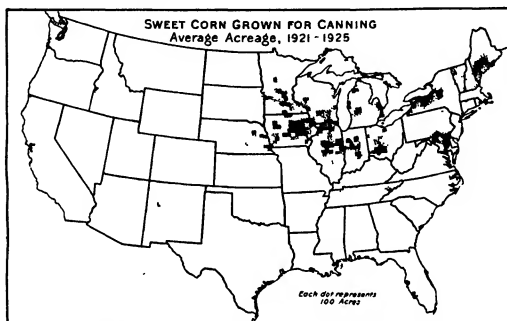 SWEET CORN GROWN FOR CANNING
Average Acreage, 1921-1925
Each dot represents
100 Acres